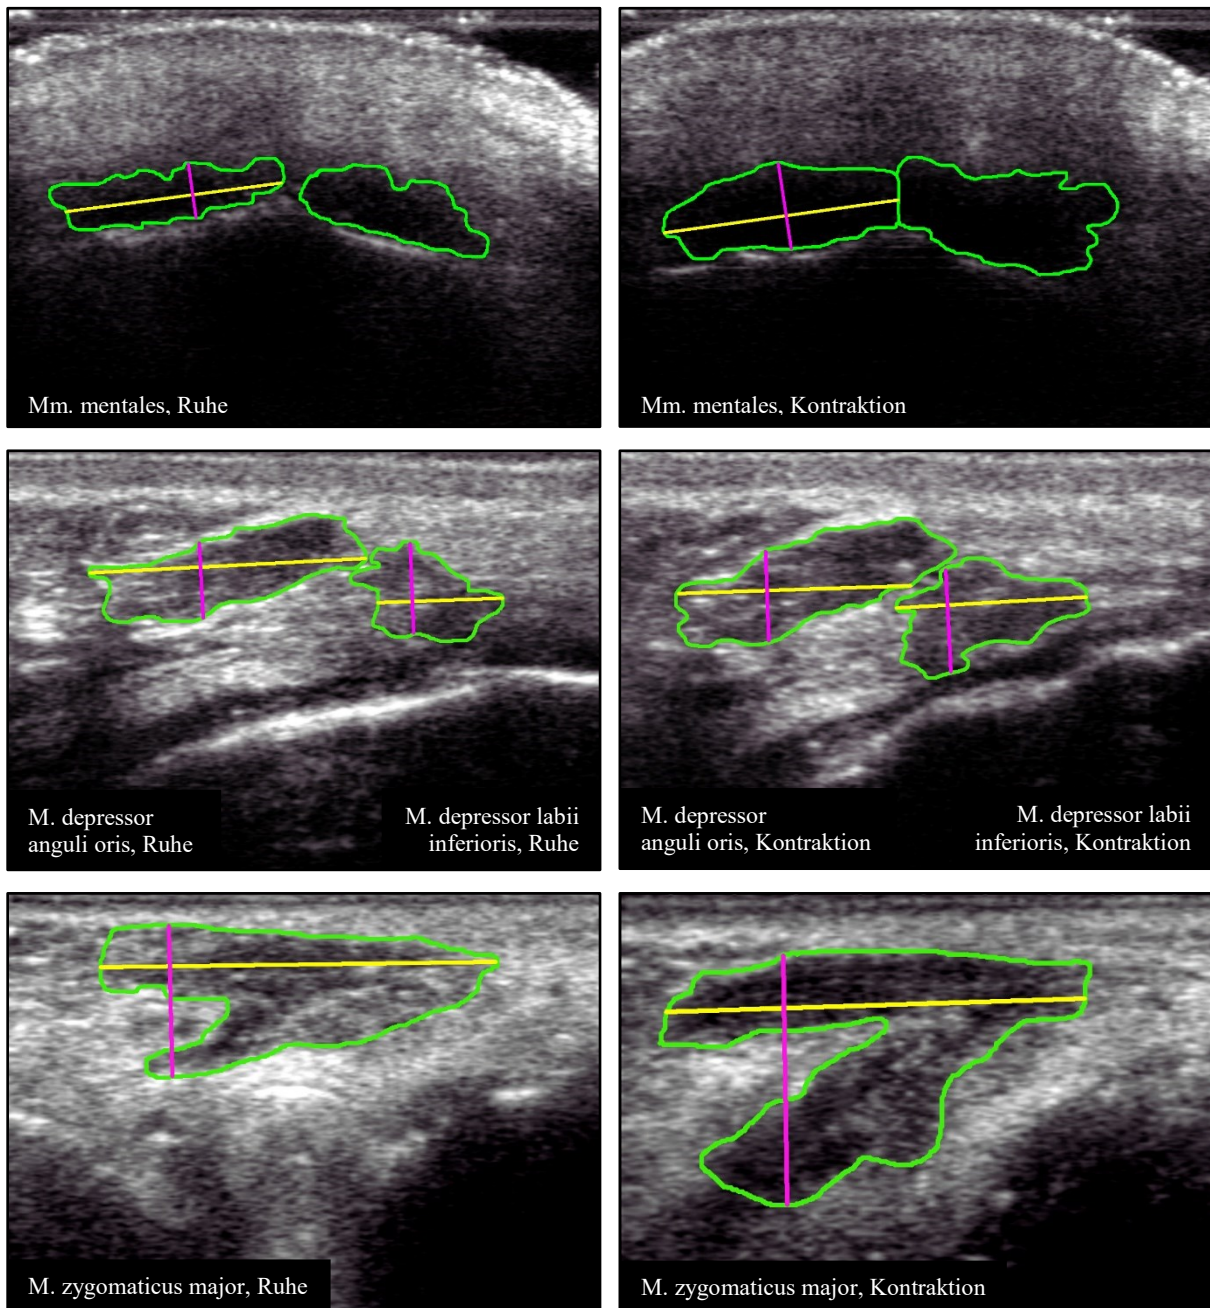 Mm. mentales, Ruhe
Mm. mentales, Kontraktion
M. depressor
anguli oris, Ruhe
M. depressor labii
inferioris, Ruhe
M. depressor
anguli oris, Kontraktion
M. depressor labii
inferioris, Kontraktion
M. zygomaticus major, Ruhe
M. zygomaticus major, Kontraktion